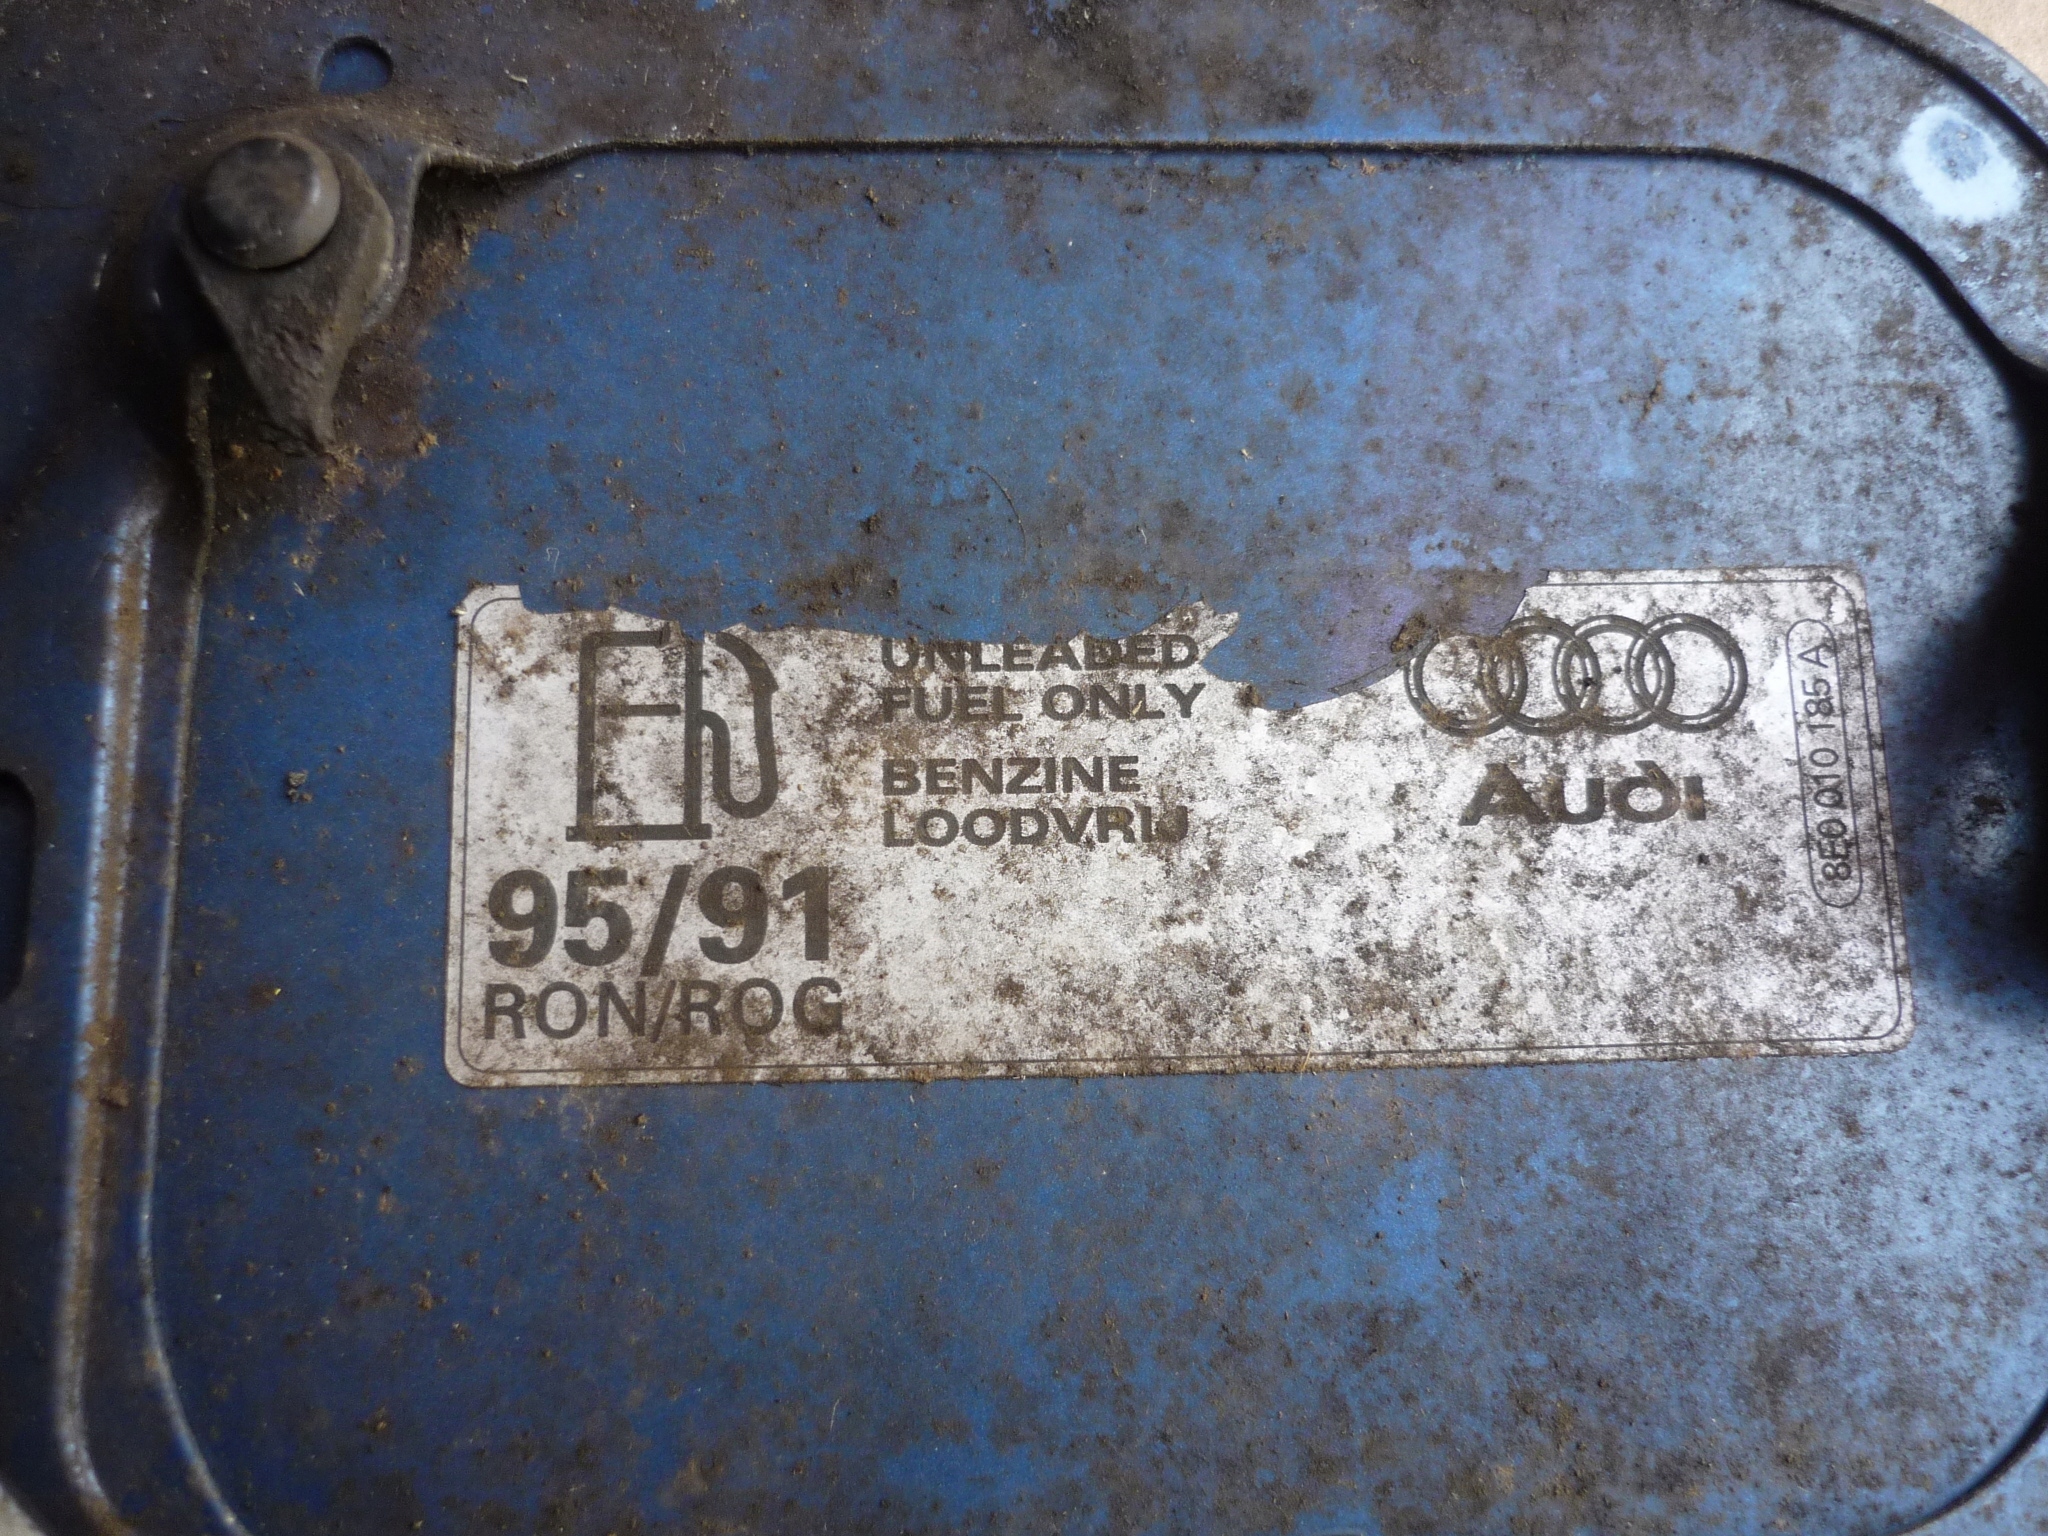 UNLEADED
FUEL ONLY
BENZINE
LOODVRIJ
95/91
RON/ROG
Audi
8E0 010 185 A